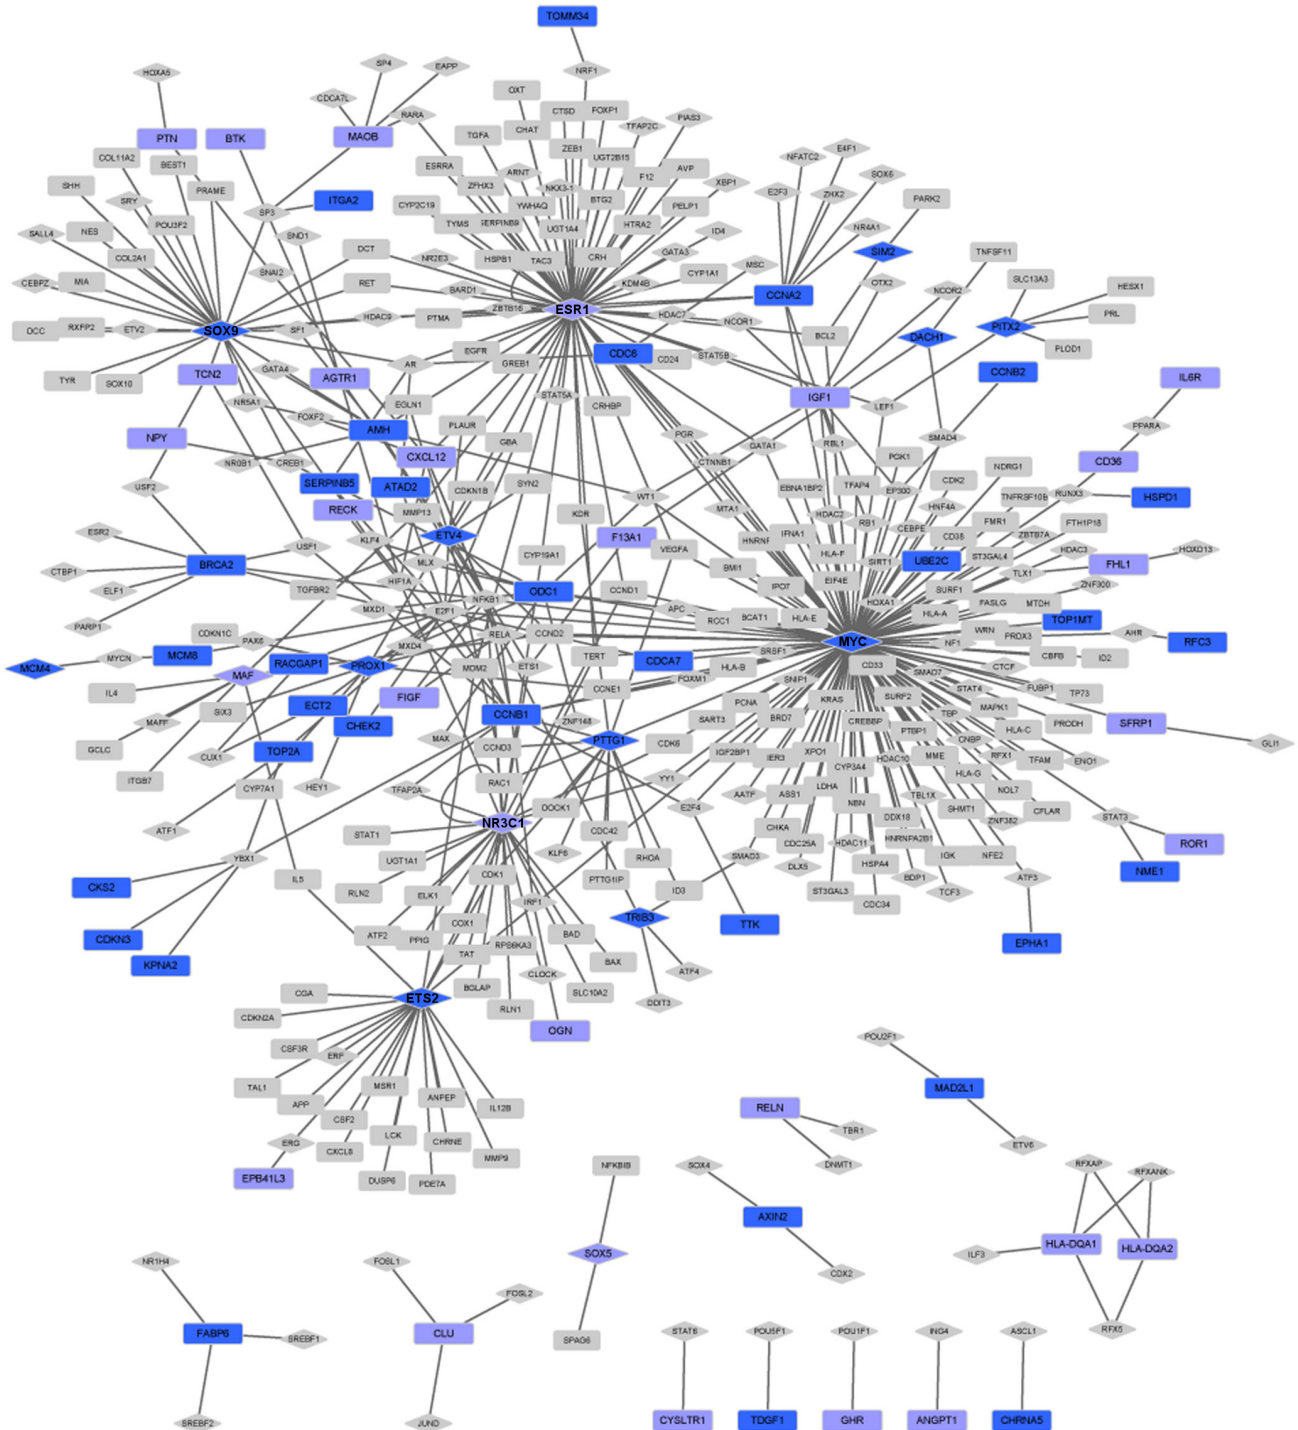 TOMM34
NRF1
SP4
EAPP
HOXA5
CDCA7L
RARA
OXT
CTSD
FOXP1
PIAS3
TFAP2C
CHAT
TGFA
ZEB1
PTN
BTK
MAOB
E4F1
NFATC2
COL11A2
BEST1
ESRRA
ARNT
UGT2B15
AVP
F12
ZFHX3
NKX3-1
XBP1
SHH
PRAME
SRY
E2F3
ZHX2
SOX6
PARK2
ITGA2
SP3
CYP2C19
YWHAQ
BTG2
PELP1
POU3F2
TYMS
SERPINB9
UGT1A4
HTRA2
ID4
NR4A1
SALL4
NES
SND1
DCT
NR2E3
HSPB1
TAC3
CRH
GATA3
SIM2
TNFSF11
COL2A1
SNAI2
MSC
CYP1A1
OTX2
NCOR2
SLC13A3
CEBPZ
MIA
RET
BARD1
KDM4B
CCNA2
HESX1
ZBTB16
ESR1
PRL
DCC
RXFP2
ETV2
SOX9
SF1
HDAC9
PTMA
HDAC7
NCOR1
BCL2
DACH1
PITX2
PLOD1
EGFR
GREB1
CDC6
CD24
STAT5B
TYR
SOX10
TCN2
GATA4
AGTR1
AR
CCNB2
IL6R
NR5A1
FOXF2
EGLN1
STAT5A
CRHBP
IGF1
LEF1
PPARA
AMH
PLAUR
GBA
PGR
GATA1
RBL1
SMAD4
NPY
NR0B1
CREB1
CXCL12
CTNNB1
PGK1
CD36
USF2
SERPINB5
ATAD2
CDKN1B
SYN2
WT1
EBNA1BP2
TFAP4
EP300
CDK2
NDRG1
TNFRSF10B
RUNX3
HSPD1
RECK
MMP13
MTA1
HDAC2
HNF4A
KDR
ESR2
USF1
KLF4
ETV4
F13A1
IFNA1
RB1
CEBPE
CD38
FMR1
ZBTB7A
FTH1P18
CYP19A1
VEGFA
HLA-F
SIRT1
UBE2C
ST3GAL4
HDAC3
HOXD13
CTBP1
BRCA2
MLX
BMI1
IPO7
EIF4E
TLX1
FHL1
ELF1
TGFBR2
HIF1A
ODC1
CCND1
SURF1
ZNF300
PARP1
MXD1
E2F1
NFKB1
APC
HOXA1
HLA-A
FASLG
MTDH
RCC1
BCAT1
HLA-E
TOP1MT
CDKN1C
PAX6
RELA
CCND2
MYC
NF1
WRN
PROX3
AHR
RFC3
MYCN
MCM8
MXD4
TERT
SRSF1
CBFB
ID2
MCM4
RACGAP1
PROX1
MDM2
ETS1
CDCA7
HLA-B
CD33
CTCF
MAF
FOXM1
SNIP1
SMAD7
FUBP1
TP73
IL4
FIGF
CCNE1
PCNA
KRAS
SURF2
STAT4
ECT2
SIX3
CCNB1
ZNF148
SART3
BRD7
CREBBP
TBP
MAPK1
PRODH
SFRP1
MAFF
CHEK2
MAX
PTTG1
CDK6
PTBP1
CNBP
HLA-C
GLI1
GCLC
CUX1
TOP2A
CCND3
IGF2BP1
IER3
XPO1
HDAC10
MME
RFX1
TFAM
ENO1
ITGB7
HEY1
RAC1
YY1
CYP3A4
HLA-G
CYP7A1
TFAP2A
DOCK1
E2F4
AATF
ASS1
LDHA
TBL1X
NOL7
CFLAR
NBN
SHMT1
ATF1
NR3C1
CDC42
CHKA
DDX18
ZNF382
STAT3
STAT1
HNRNPA2B1
YBX1
KLF6
RHOA
SMAD3
CDC25A
HDAC11
IGK
NFE2
ROR1
UGT1A1
DLX5
HSPA4
BDP1
NME1
CKS2
IL5
CDK1
PTTG1IP
ATF3
RLN2
ELK1
ID3
ST3GAL3
TCF3
IRF1
CDC34
COX1
TRIB3
TTK
CDKN3
ATF2
PPIG
RPS6KA3
BAD
EPHA1
TAT
BAX
KPNA2
CLOCK
ATF4
BGLAP
SLC10A2
DDIT3
CGA
ETS2
RLN1
CDKN2A
OGN
POU2F1
CSF3R
ERF
TAL1
MSR1
ANPEP
MAD2L1
APP
IL12B
RELN
CSF2
TBR1
LCK
ERG
CHRNE
ETV6
CXCL8
MMP9
NFKBIB
SOX4
DNMT1
RFXAP
RFXANK
EPB41L3
DUSP6
PDE7A
AXIN2
HLA-DQA1
HLA-DQA2
SOX5
ILF3
NR1H4
FOSL1
CDX2
FOSL2
FABP6
SREBF1
CLU
SPAG6
STAT6
POU5F1
POU1F1
ING4
ASCL1
RFX5
SREBF2
JUND
CYSLTR1
TDGF1
GHR
ANGPT1
CHRNA5